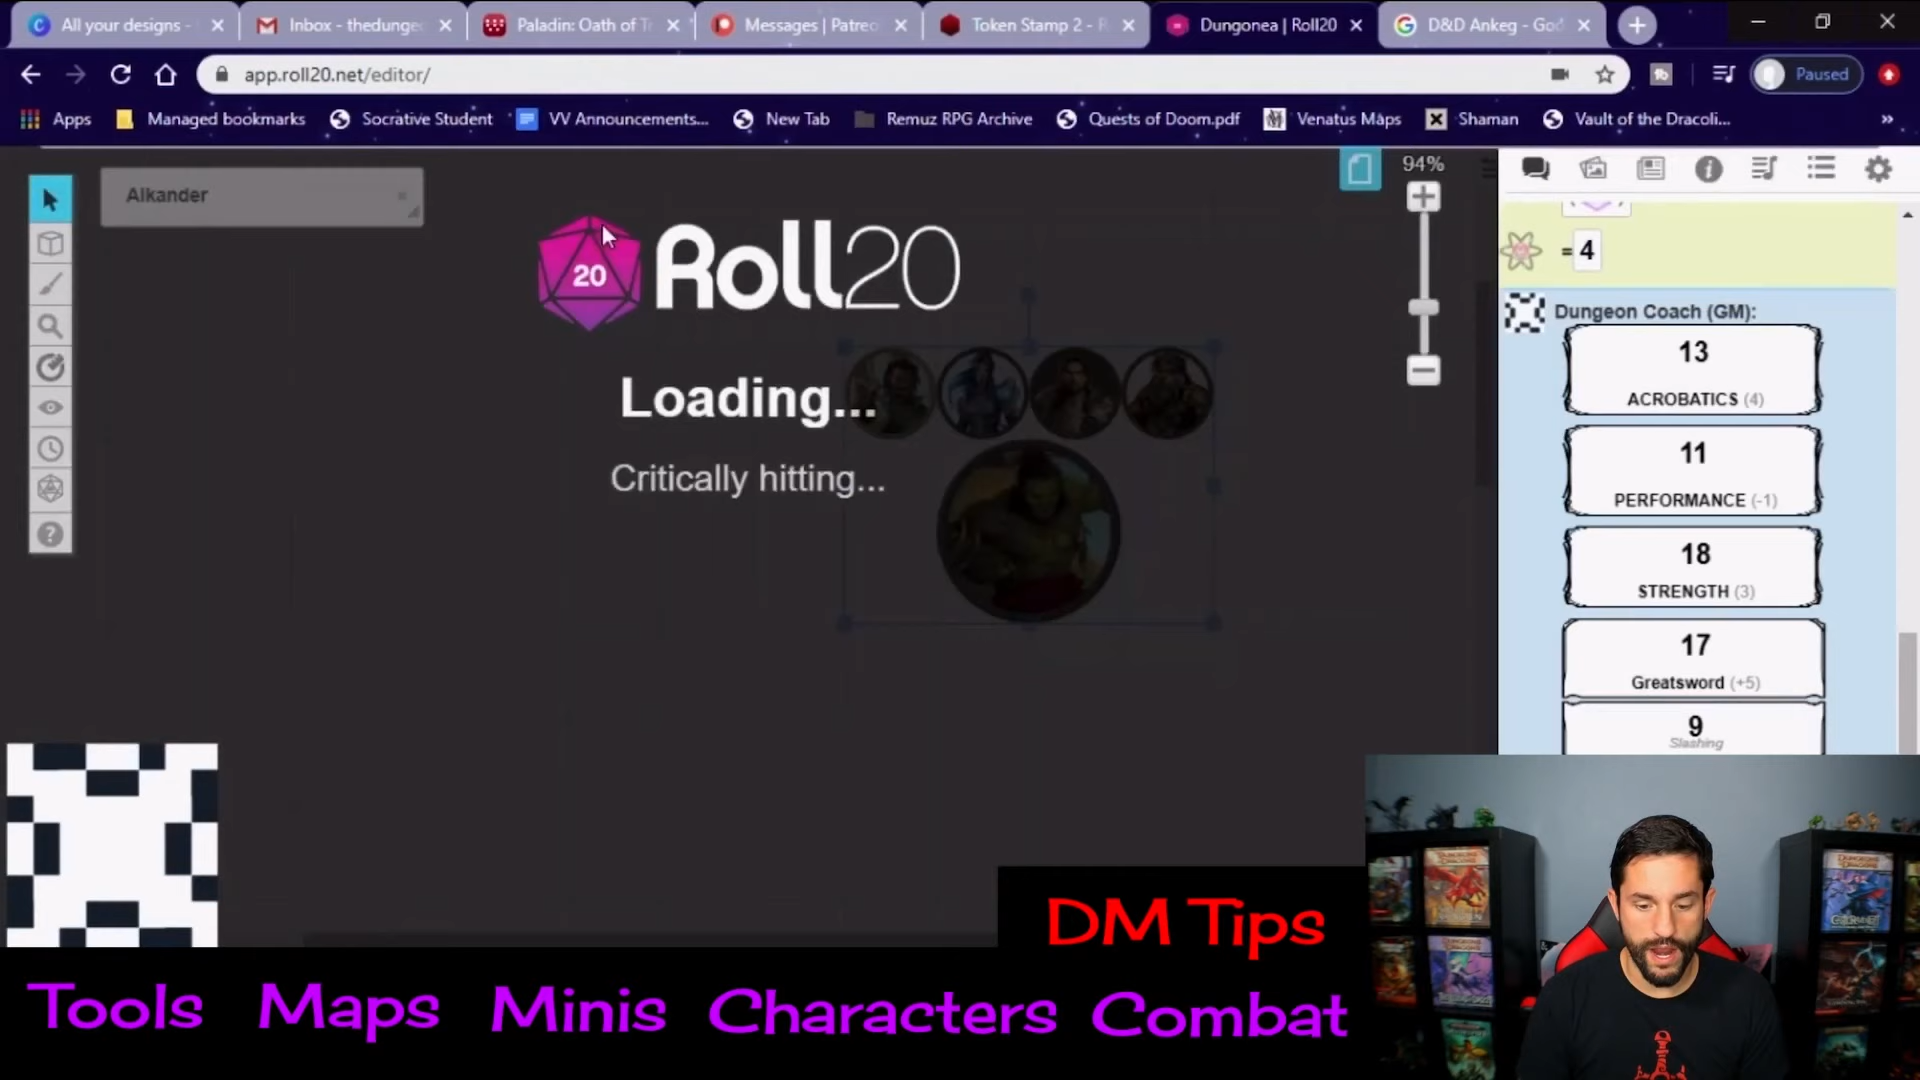 All your designs -
Inbox - thedunge
Paladin: Oath of T
Messages | Patreo
Token Stamp 2 - R
Dungonea | Roll20
D&D Ankeg - Goo
app.roll20.net/editor/
Paused
Apps
Managed bookmarks
Socrative Student
VV Announcements...
New Tab
Remuz RPG Archive
Quests of Doom.pdf
Venatus Maps
Shaman
Vault of the Dracoli...
»
Alkander
94%
20
Roll20
Loading...
Critically hitting...
= 4
Dungeon Coach (GM):
13
ACROBATICS (4)
11
PERFORMANCE (-1)
18
STRENGTH (3)
17
Greatsword (+5)
9
Slashing
DM Tips
Tools Maps Minis Characters Combat